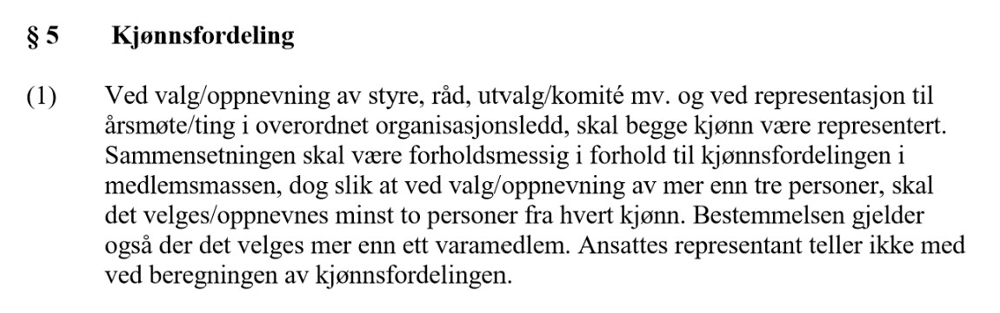 § 5 Kjønnsfordeling
(1) Ved valg/oppnevning av styre, råd, utvalg/komité mv. og ved representasjon til
årsmøte/ting i overordnet organisasjonsledd, skal begge kjønn være representert.
Sammensetningen skal være forholdsmessig i forhold til kjønnsfordelingen i
medlemsmassen, dog slik at ved valg/oppnevning av mer enn tre personer, skal
det velges/oppnevnes minst to personer fra hvert kjønn. Bestemmelsen gjelder
også der det velges mer enn ett varamedlem. Ansattes representant teller ikke med
ved beregningen av kjønnsfordelingen.